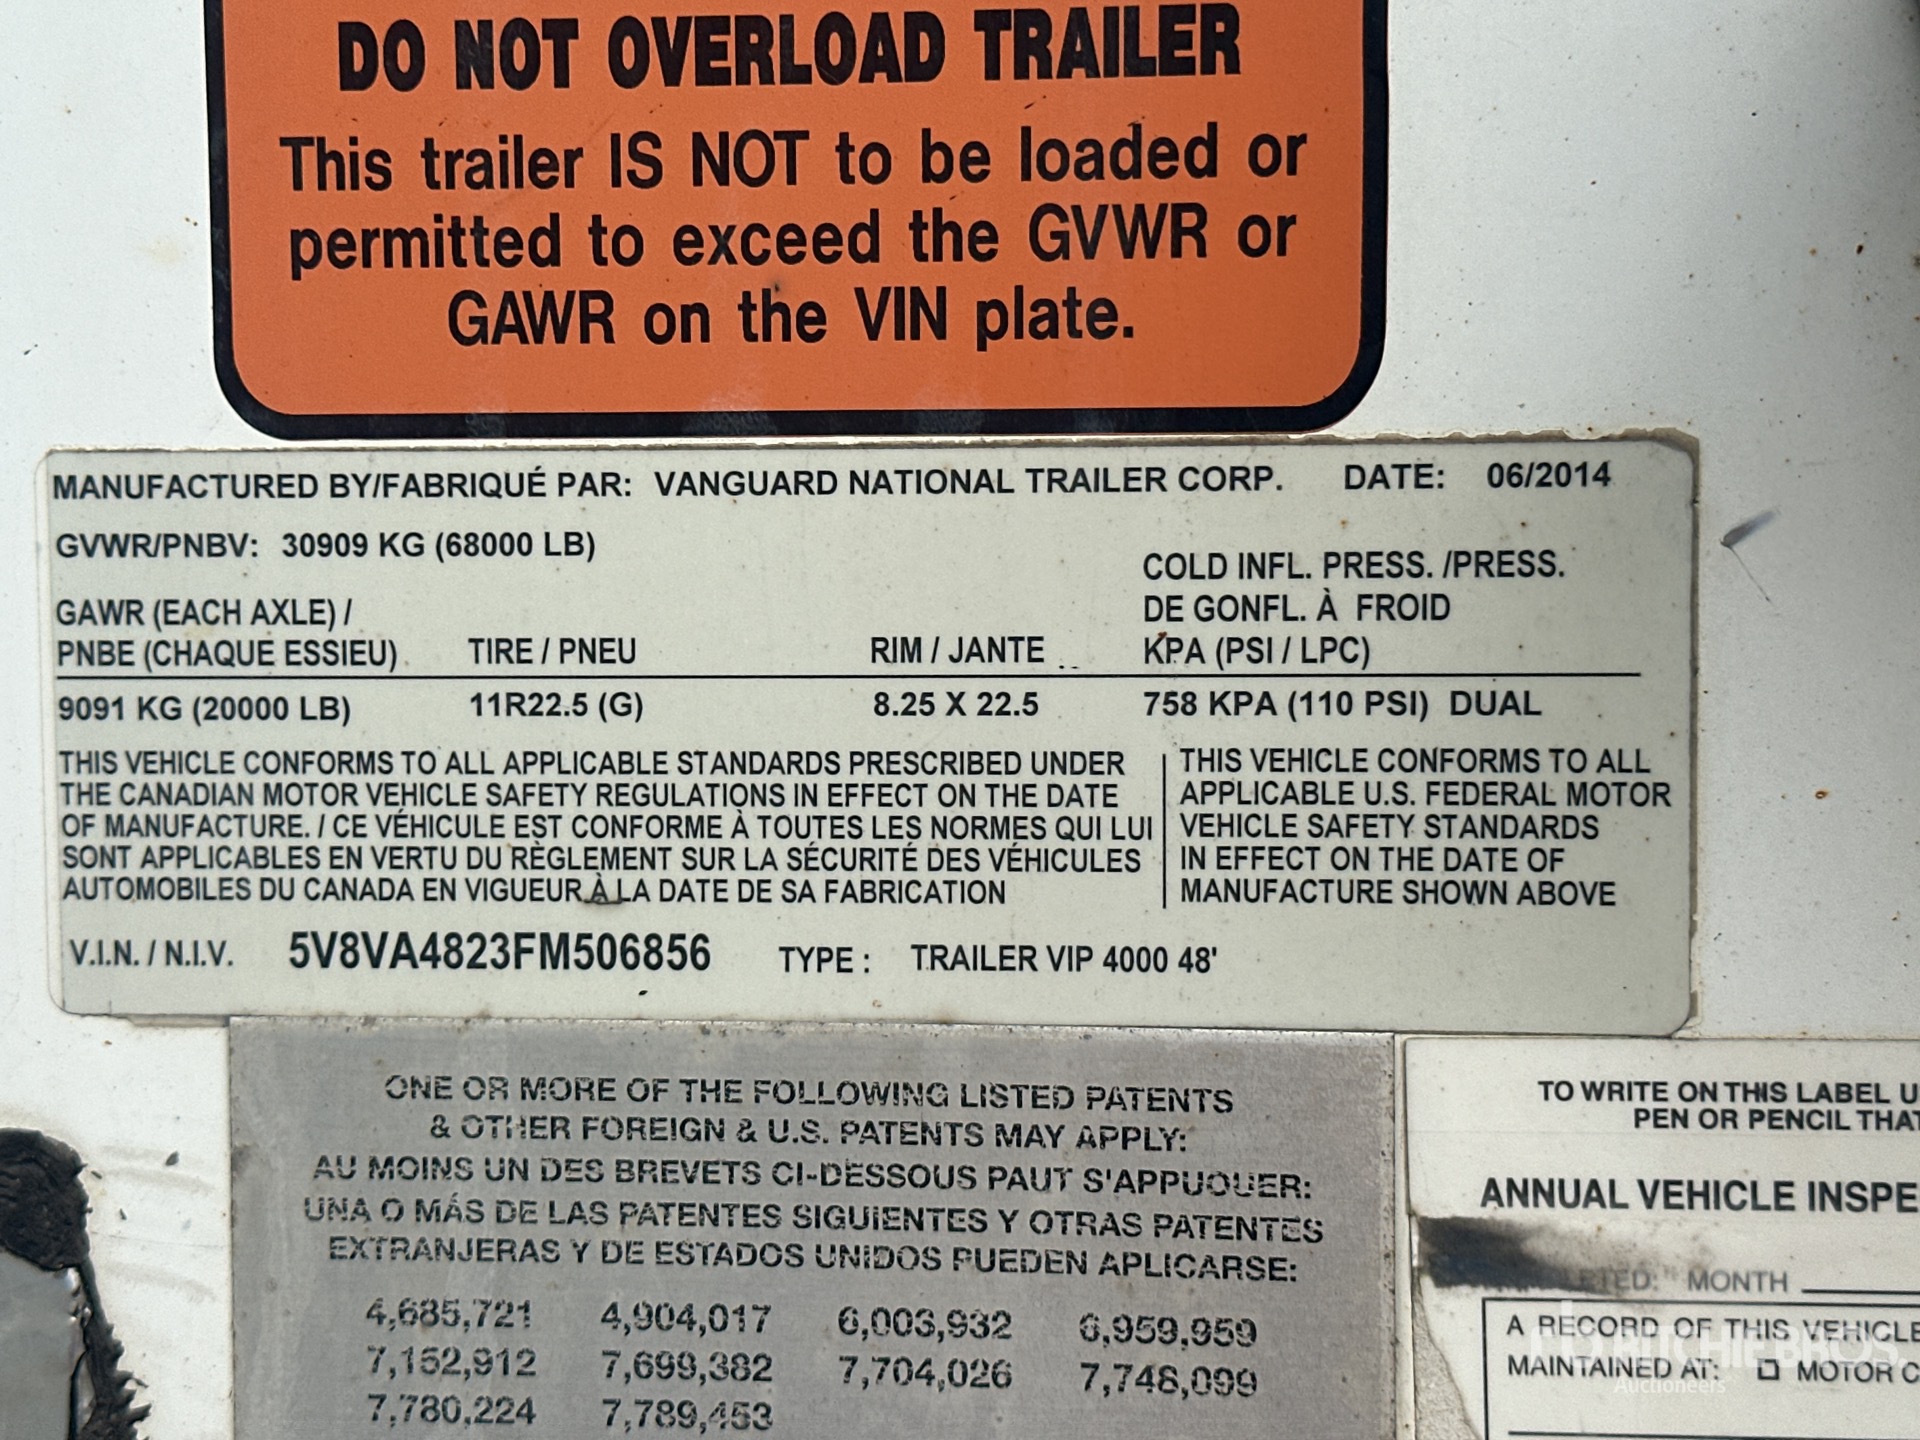 DO NOT OVERLOAD TRAILER
This trailer IS NOT to be loaded or
permitted to exceed the GVWR or
GAWR on the VIN plate.
MANUFACTURED BY/FABRIQUÉ PAR: VANGUARD NATIONAL TRAILER CORP. DATE: 06/2014
GVWR/PNBV: 30909 KG (68000 LB)
COLD INFL. PRESS. /PRESS.
GAWR (EACH AXLE) / DE GONFL. À FROID
PNBE (CHAQUE ESSIEU) TIRE / PNEU RIM / JANTE KPA (PSI / LPC)
9091 KG (20000 LB) 11R22.5 (G) 8.25 X 22.5 758 KPA (110 PSI) DUAL
THIS VEHICLE CONFORMS TO ALL APPLICABLE STANDARDS PRESCRIBED UNDER
THE CANADIAN MOTOR VEHICLE SAFETY REGULATIONS IN EFFECT ON THE DATE
OF MANUFACTURE. / CE VÉHICULE EST CONFORME À TOUTES LES NORMES QUI LUI
SONT APPLICABLES EN VERTU DU RÈGLEMENT SUR LA SÉCURITÉ DES VÉHICULES
AUTOMOBILES DU CANADA EN VIGUEUR À LA DATE DE SA FABRICATION
THIS VEHICLE CONFORMS TO ALL
APPLICABLE U.S. FEDERAL MOTOR
VEHICLE SAFETY STANDARDS
IN EFFECT ON THE DATE OF
MANUFACTURE SHOWN ABOVE
V.I.N. / N.I.V. 5V8VA4823FM506856 TYPE : TRAILER VIP 4000 48'
ONE OR MORE OF THE FOLLOWING LISTED PATENTS
& OTHER FOREIGN & U.S. PATENTS MAY APPLY:
AU MOINS UN DES BREVETS CI-DESSOUS PAUT S'APPUQUER:
UNA O MÁS DE LAS PATENTES SIGUIENTES Y OTRAS PATENTES
EXTRANJERAS Y DE ESTADOS UNIDOS PUEDEN APLICARSE:
4,685,721 4,904,017 6,003,932 6,959,959
7,152,912 7,699,382 7,704,026 7,748,099
7,780,224 7,789,453
TO WRITE ON THIS LABEL U
PEN OR PENCIL THAT
ANNUAL VEHICLE INSPE
MONTH
A RECORD OF THIS VEHICLE
MAINTAINED AT: MOTOR C
RITCHIE BROS.
Auctioneers